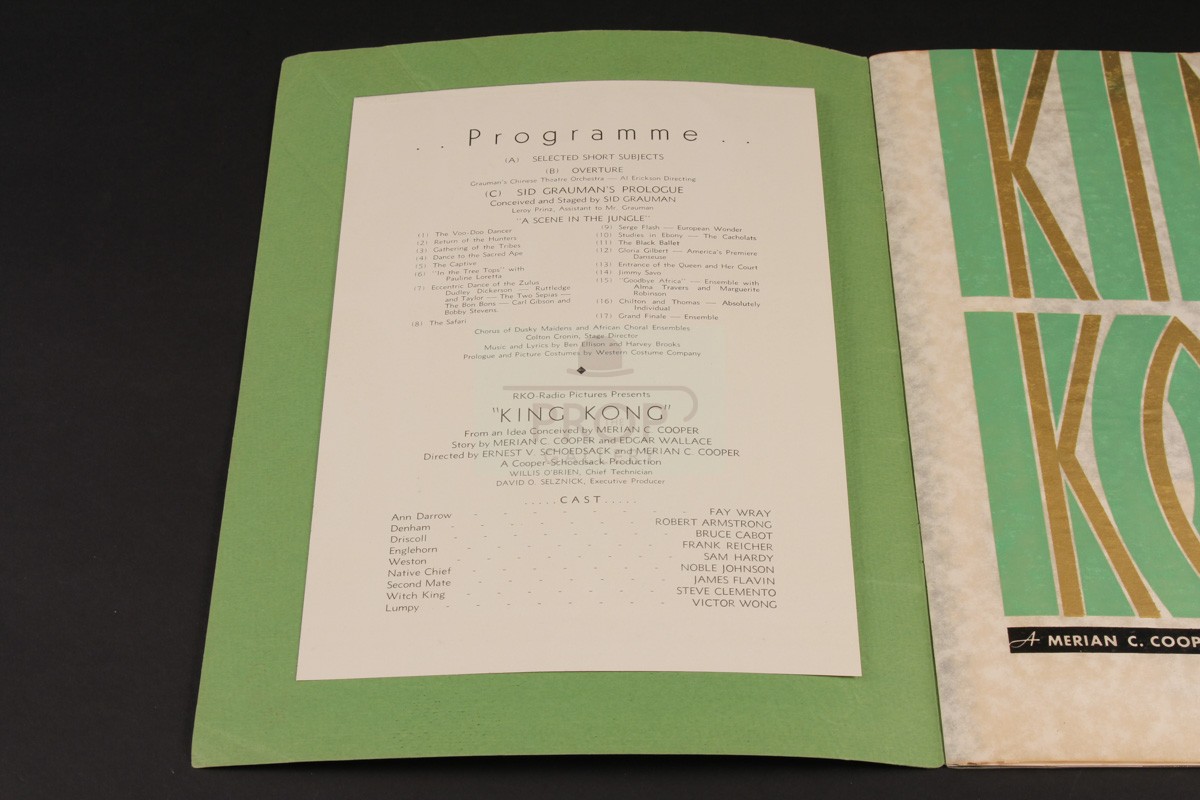 . . Programme . .
(A) SELECTED SHORT SUBJECTS
(B) OVERTURE
Grauman's Chinese Theatre Orchestra — Al Erickson Directing
(C) SID GRAUMAN'S PROLOGUE
Conceived and Staged by SID GRAUMAN
Leroy Prinz, Assistant to Mr. Grauman
"A SCENE IN THE JUNGLE"
(1) The Voo-Doo Dancer
(2) Return of the Hunters
(3) Gathering of the Tribes
(4) Dance to the Sacred Ape
(5) The Captive
(6) "In the Tree Tops" with
Pauline Loretta
(7) Eccentric Dance of the Zulus
Dudley Dickerson — Ruttledge
and Taylor — The Two Sepias —
The Bon Bons — Carl Gibson and
Bobby Stevens.
(8) The Safari
(9) Serge Flash — European Wonder
(10) Studies in Ebony — The Cacholats
(11) The Black Ballet
(12) Gloria Gilbert — America's Premiere
Danseuse
(13) Entrance of the Queen and Her Court
(14) Jimmy Savo
(15) "Goodbye Africa" — Ensemble with
Alma Travers and Marguerite
Robinson
(16) Chilton and Thomas — Absolutely
Individual
(17) Grand Finale — Ensemble
Chorus of Dusky Maidens and African Choral Ensembles
Colton Cronin, Stage Director
Music and Lyrics by Ben Ellison and Harvey Brooks
Prologue and Picture Costumes by Western Costume Company
RKO-Radio Pictures Presents
"KING KONG"
From an Idea Conceived by MERIAN C. COOPER
Story by MERIAN C. COOPER and EDGAR WALLACE
Directed by ERNEST V. SCHOEDSACK and MERIAN C. COOPER
A Cooper-Schoedsack Production
WILLIS O'BRIEN, Chief Technician
DAVID O. SELZNICK, Executive Producer
.....CAST.....
Ann Darrow - - - - - - FAY WRAY
Denham - - - - - - ROBERT ARMSTRONG
Driscoll - - - - - - BRUCE CABOT
Englehorn - - - - - - FRANK REICHER
Weston - - - - - - SAM HARDY
Native Chief - - - - - - NOBLE JOHNSON
Second Mate - - - - - - JAMES FLAVIN
Witch King - - - - - - STEVE CLEMENTO
Lumpy - - - - - - VICTOR WONG
PROP
KIN
KO
A MERIAN C. COOP